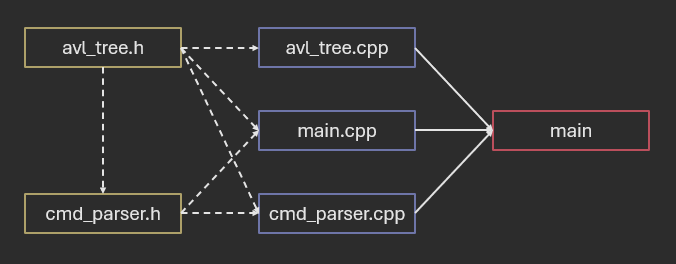 avl_tree.h
avl_tree.cpp
main.cpp
main
cmd_parser.h
cmd_parser.cpp